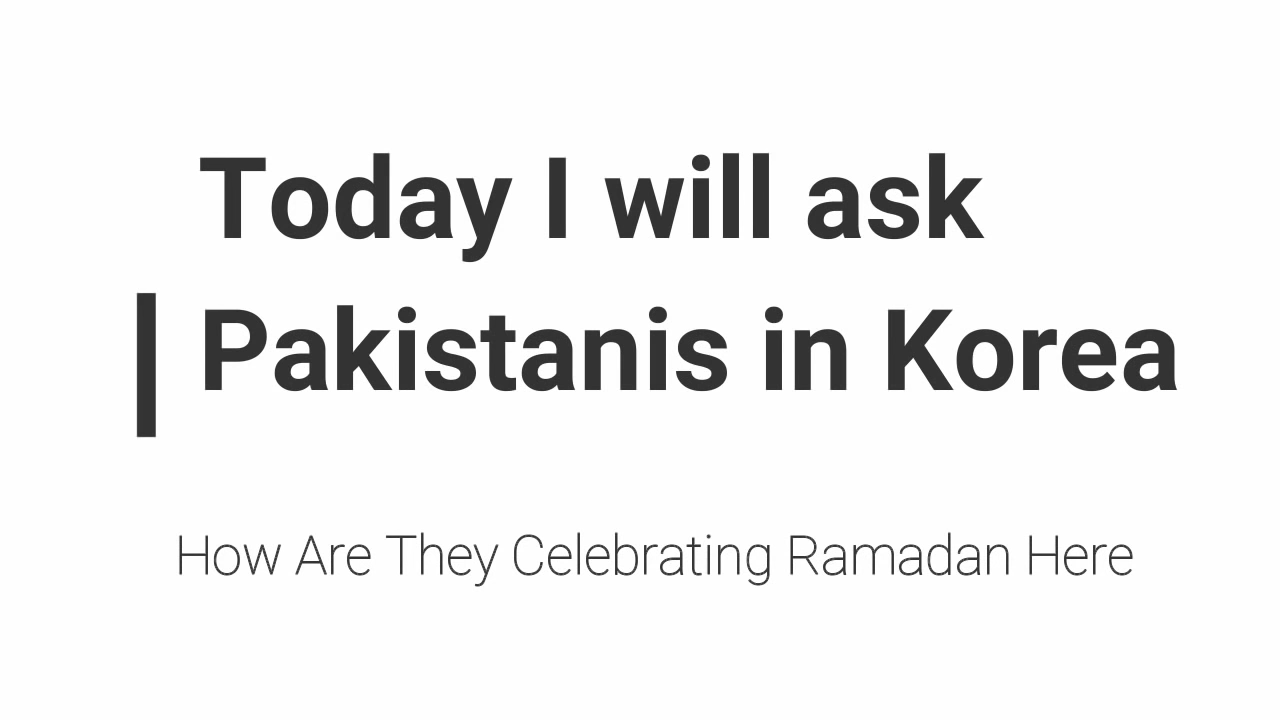 Today I will ask
Pakistanis in Korea
How Are They Celebrating Ramadan Here